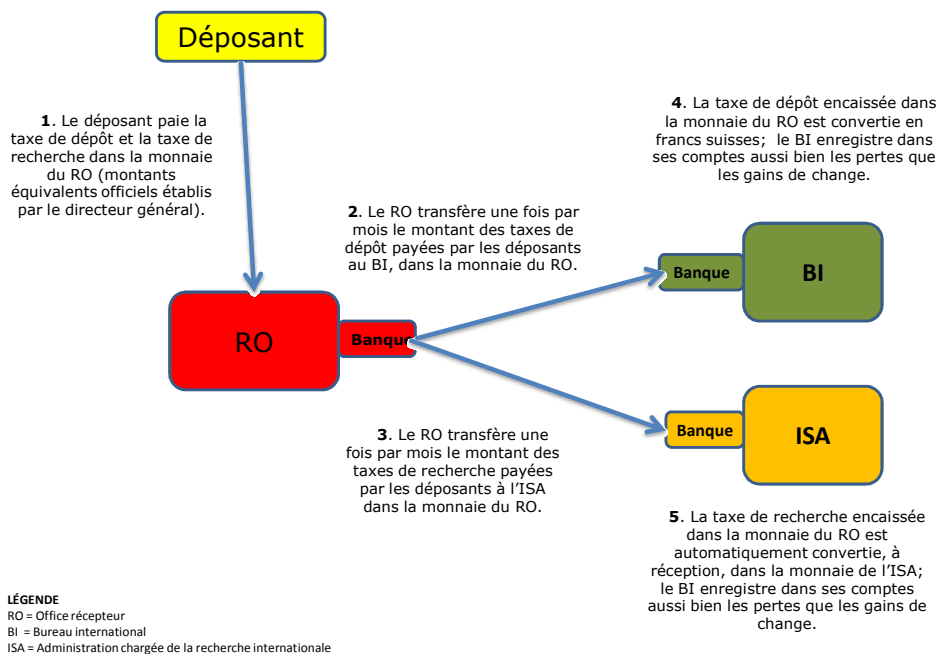 Déposant
1. Le déposant paie la
taxe de dépôt et la taxe de
recherche dans la monnaie
du RO (montants
équivalents officiels établis
par le directeur général).
2. Le RO transfère une fois par
mois le montant des taxes de
dépôt payées par les déposants
au BI, dans la monnaie du RO.
4. La taxe de dépôt encaissée dans
la monnaie du RO est convertie en
francs suisses; le BI enregistre dans
ses comptes aussi bien les pertes que
les gains de change.
Banque
BI
RO
Banque
3. Le RO transfère une
fois par mois le montant des
taxes de recherche payées
par les déposants à l'ISA
dans la monnaie du RO.
Banque
ISA
5. La taxe de recherche encaissée
dans la monnaie du RO est
automatiquement convertie, à
réception, dans la monnaie de l'ISA;
le BI enregistre dans ses comptes
aussi bien les pertes que les gains de
change.
LÉGENDE
RO = Office récepteur
BI = Bureau international
ISA = Administration chargée de la recherche internationale